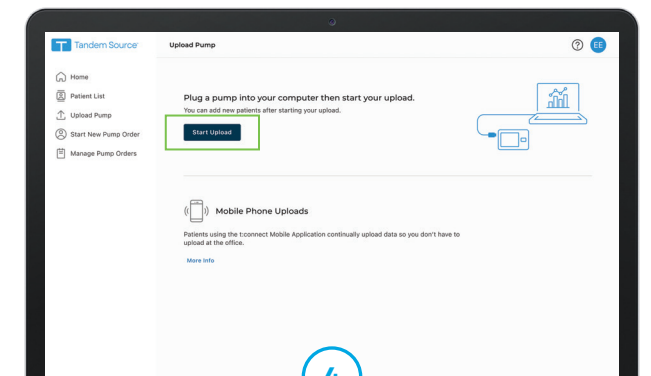 Tandem Source
Upload Pump
EE
Home
Patient List
Upload Pump
Start New Pump Order
Manage Pump Orders
Plug a pump into your computer then start your upload.
You can add new patients after starting your upload.
Start Upload
Mobile Phone Uploads
Patients using the t:connect Mobile Application continually upload data so you don't have to
upload at the office.
More Info